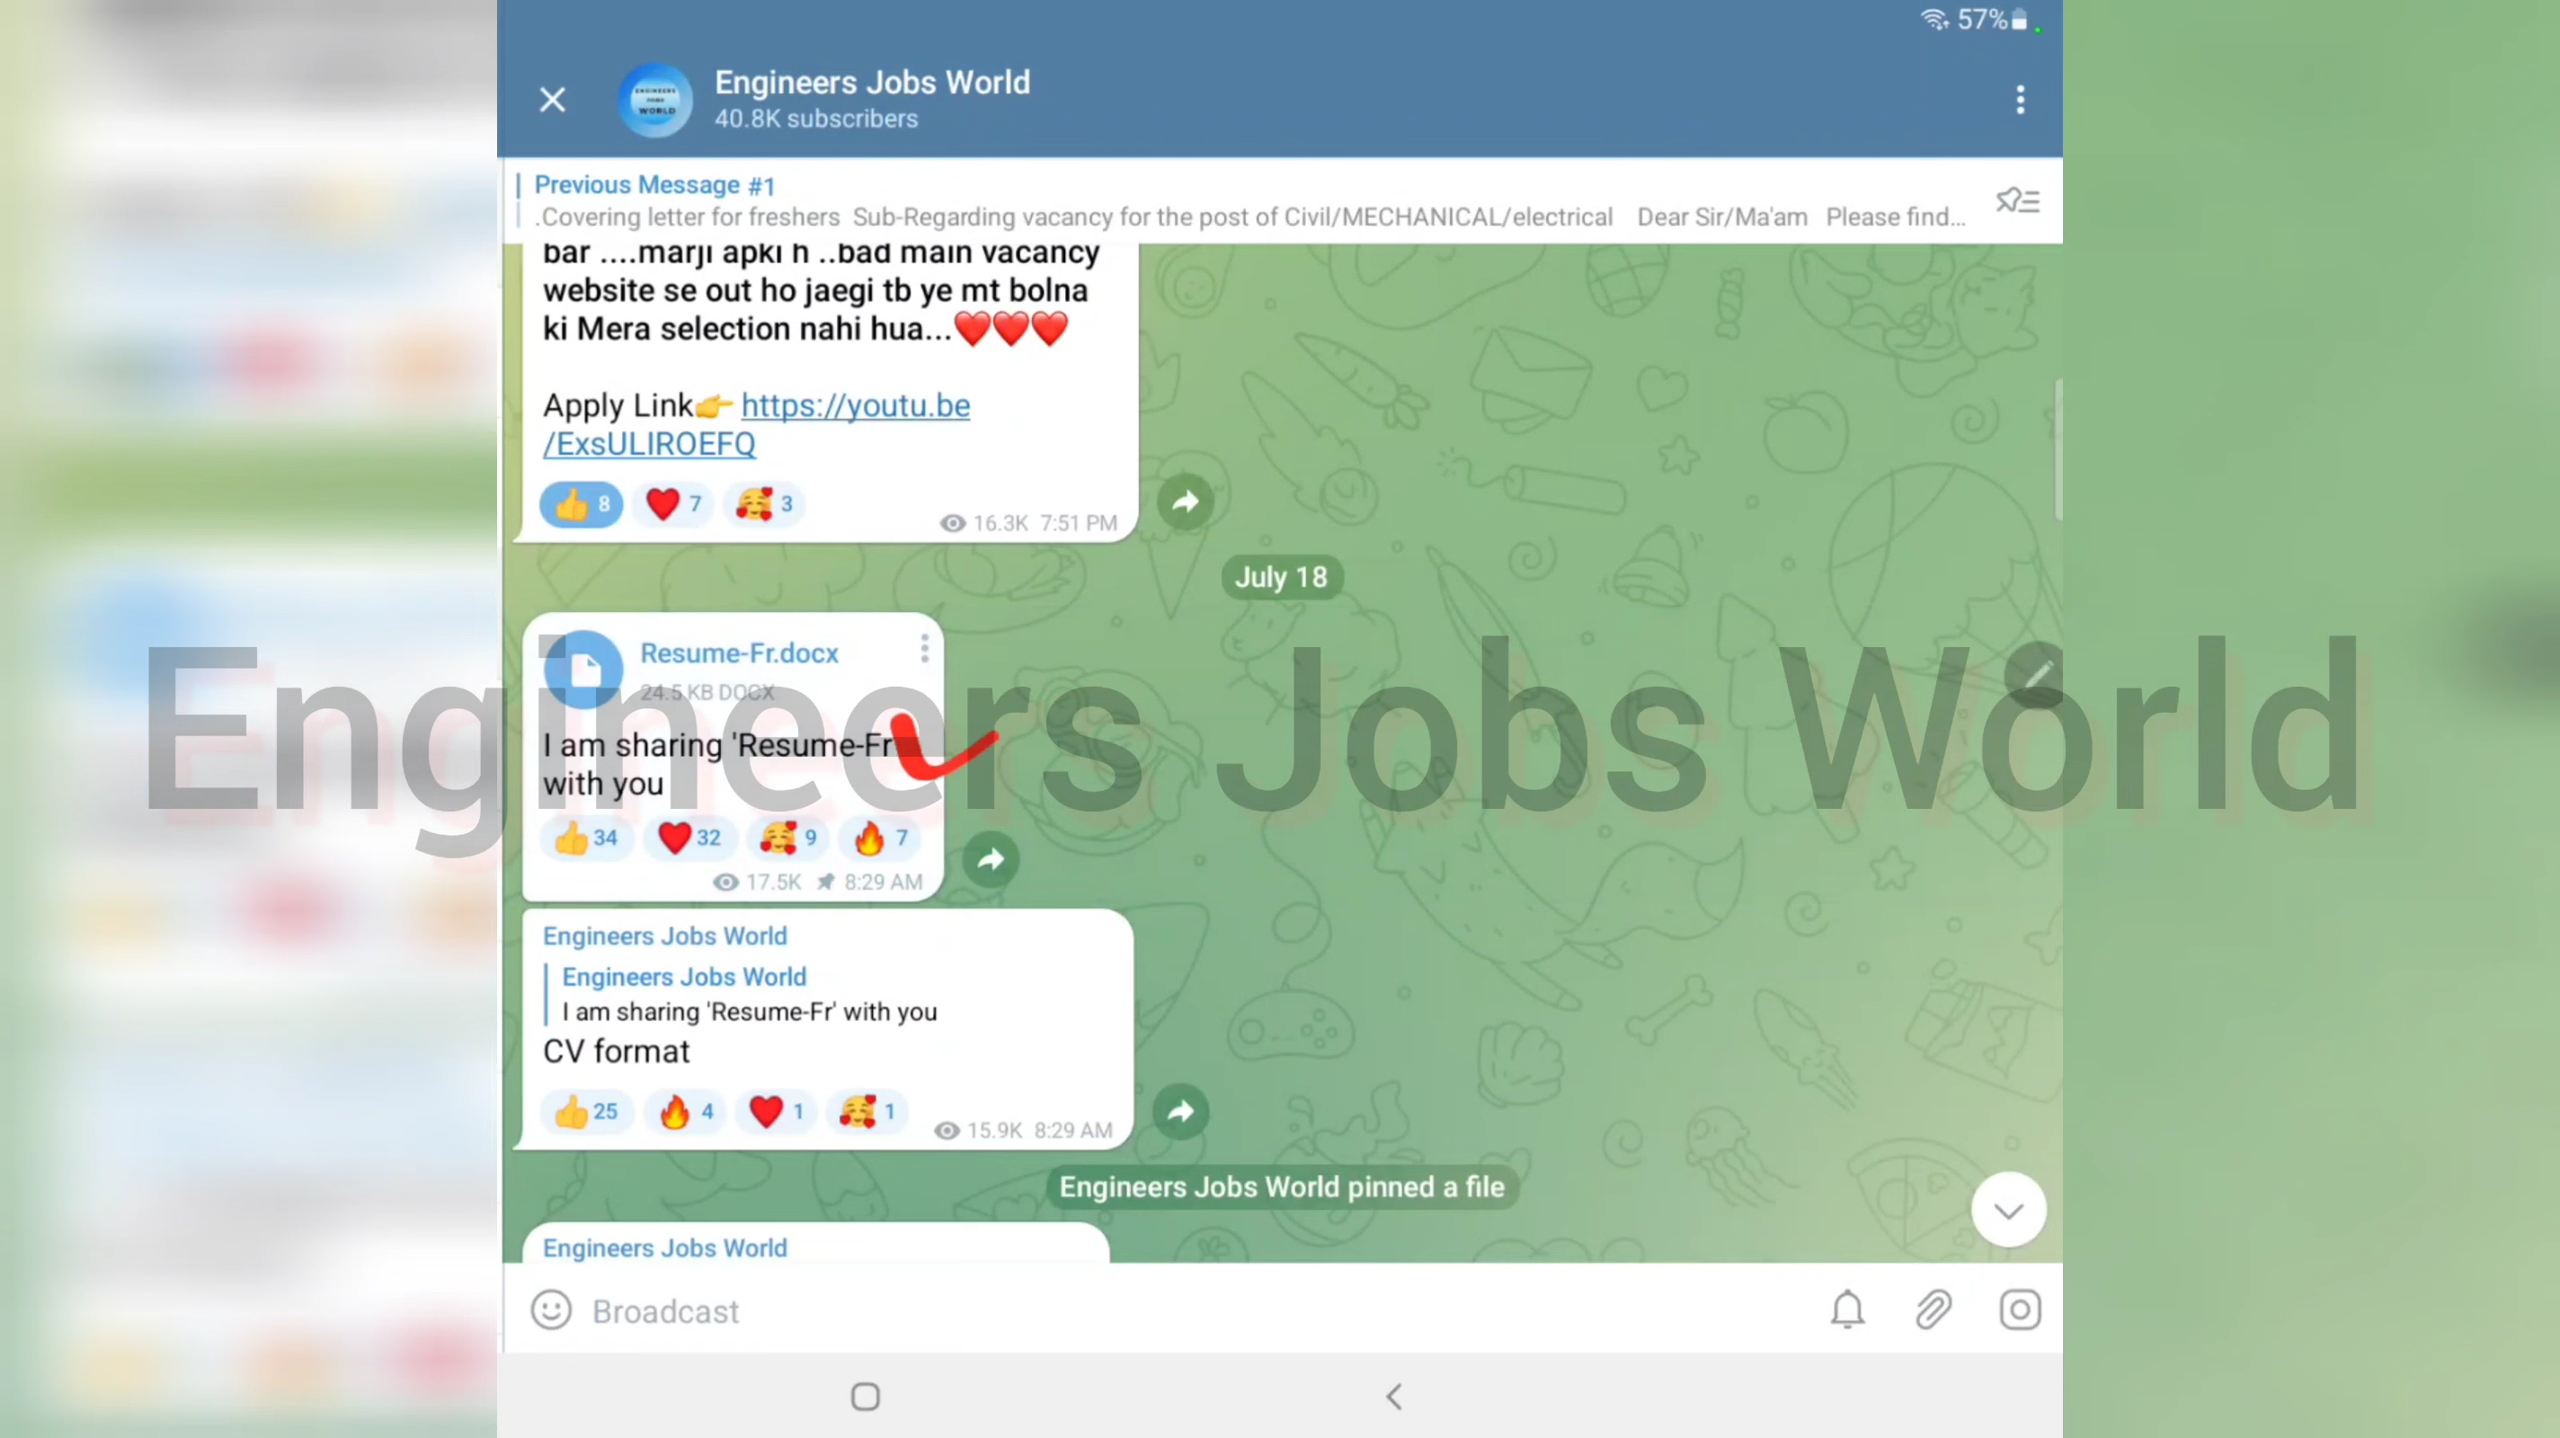 57%
Engineers Jobs World
40.8K subscribers
ENGINEERS
JOBS
WORLD
Previous Message #1
.Covering letter for freshers Sub-Regarding vacancy for the post of Civil/MECHANICAL/electrical Dear Sir/Ma'am Please find...
bar ....marji apki h ..bad main vacancy
website se out ho jaegi tb ye mt bolna
ki Mera selection nahi hua...❤️❤️❤️
Apply Link👉 https://youtu.be
/ExsULIROEFQ
👍 8 ❤️ 7 🥰 3
16.3K 7:51 PM
July 18
Resume-Fr.docx
24.5 KB DOCX
I am sharing 'Resume-Fr
with you
Engineers Jobs World
👍 34 ❤️ 32 🥰 9 🔥 7
17.5K 8:29 AM
Engineers Jobs World
Engineers Jobs World
I am sharing 'Resume-Fr' with you
CV format
👍 25 🔥 4 ❤️ 1 🥰 1
15.9K 8:29 AM
Engineers Jobs World pinned a file
Engineers Jobs World
Broadcast